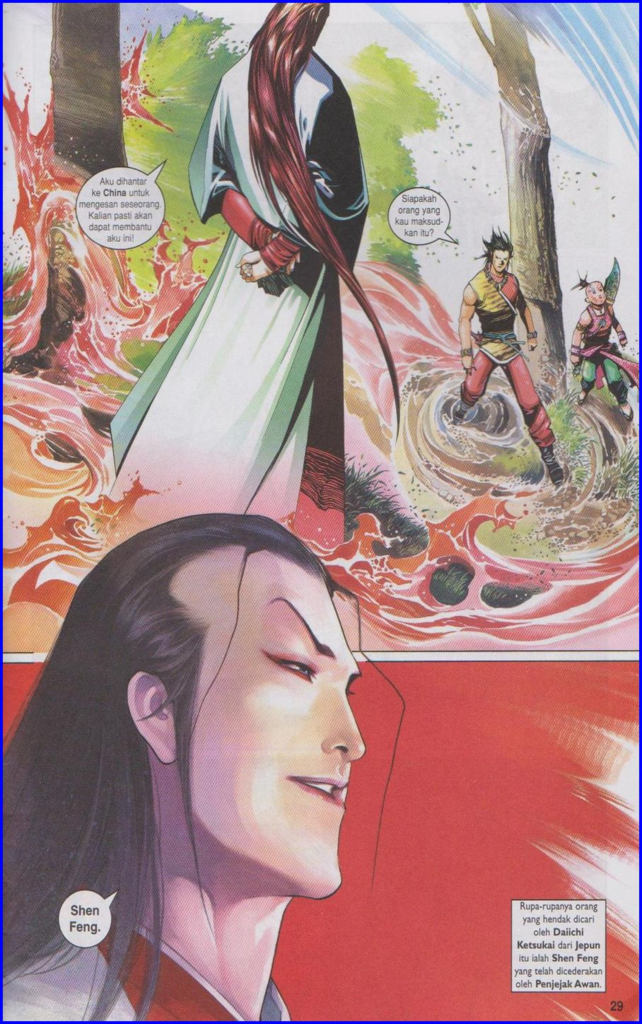 Aku dihantar
ke China untuk
mengesan seseorang.
Kalian pasti akan
dapat membantu
aku ini!
Siapakah
orang yang
kau maksud-
kan itu?
Shen
Feng.
Rupa-rupanya orang
yang hendak dicari
oleh Daiichi
Ketsukai dari Jepun
itu ialah Shen Feng
yang telah dicederakan
oleh Penjejak Awan.
29